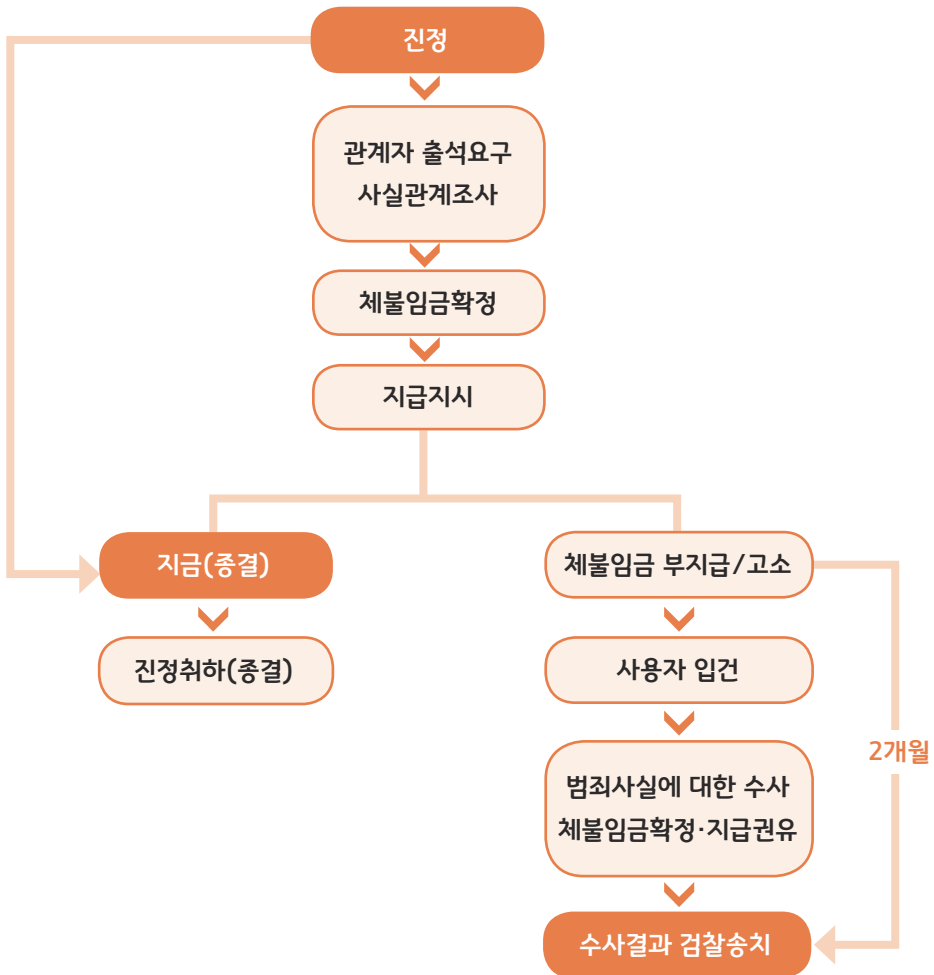 진정
관계자 출석요구
사실관계조사
체불임금확정
지급지시
지금(종결)
진정취하(종결)
체불임금 부지급/고소
사용자 입건
범죄사실에 대한 수사
체불임금확정·지급권유
2개월
수사결과 검찰송치